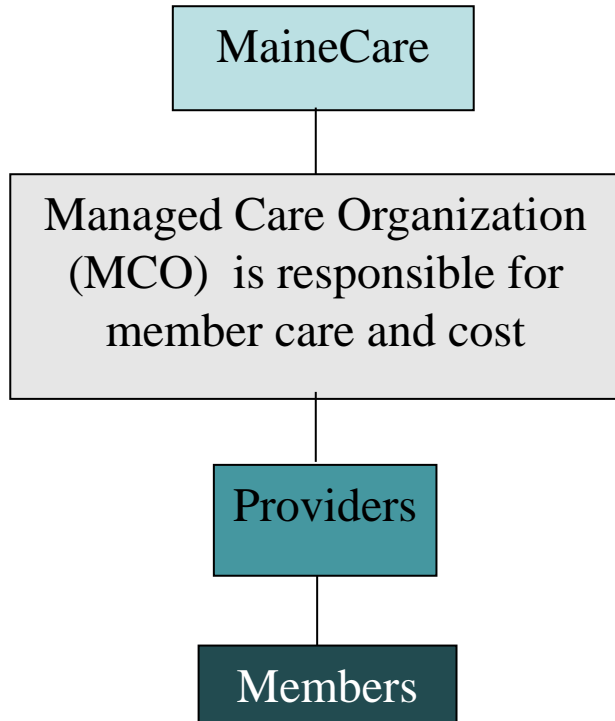 MaineCare
Managed Care Organization
(MCO)  is responsible for
member care and cost
Providers
Members